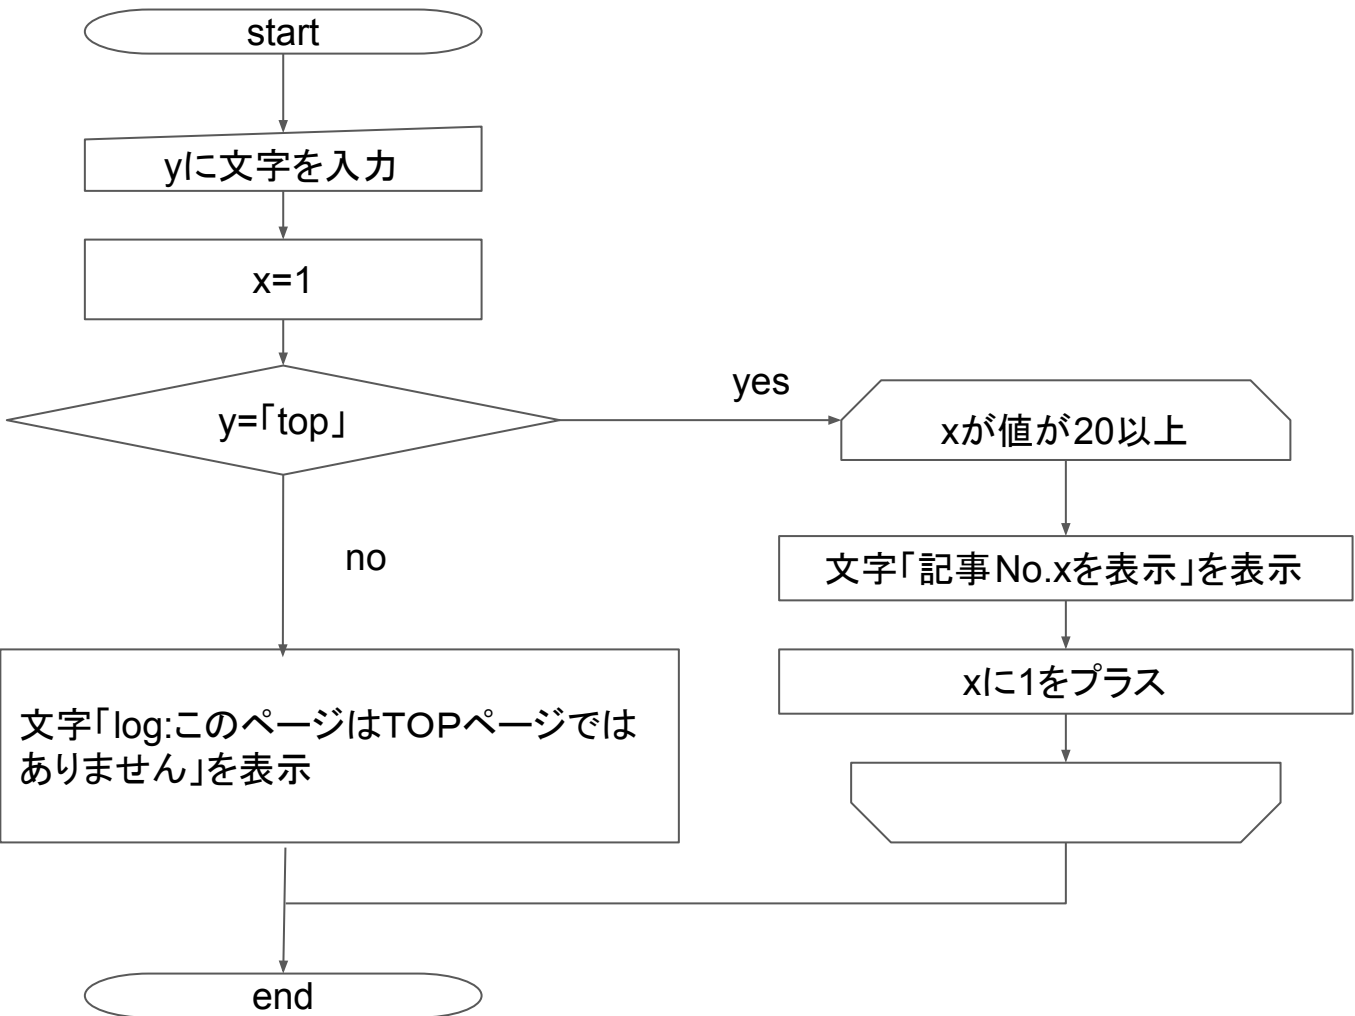 start
yに文字を入力
x=1
y=「top」
yes
xが値が20以上
no
文字「記事No.xを表示」を表示
xに1をプラス
文字「log:このページはTOPページでは
ありません」を表示
end